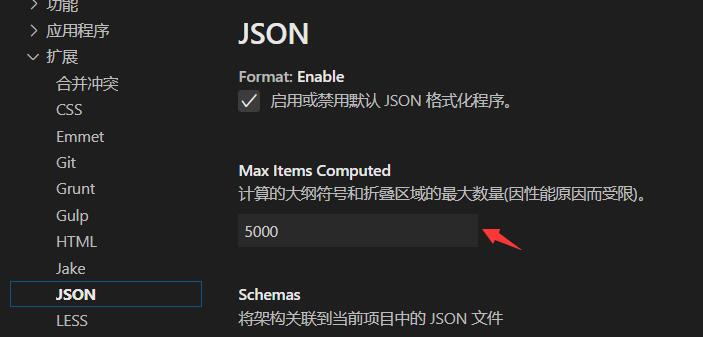 功能
应用程序
扩展
合并冲突
CSS
Emmet
Git
Grunt
Gulp
HTML
Jake
JSON
LESS
JSON
Format: Enable
启用或禁用默认 JSON 格式化程序。
Max Items Computed
计算的大纲符号和折叠区域的最大数量(因性能原因而受限)。
5000
Schemas
将架构关联到当前项目中的 JSON 文件